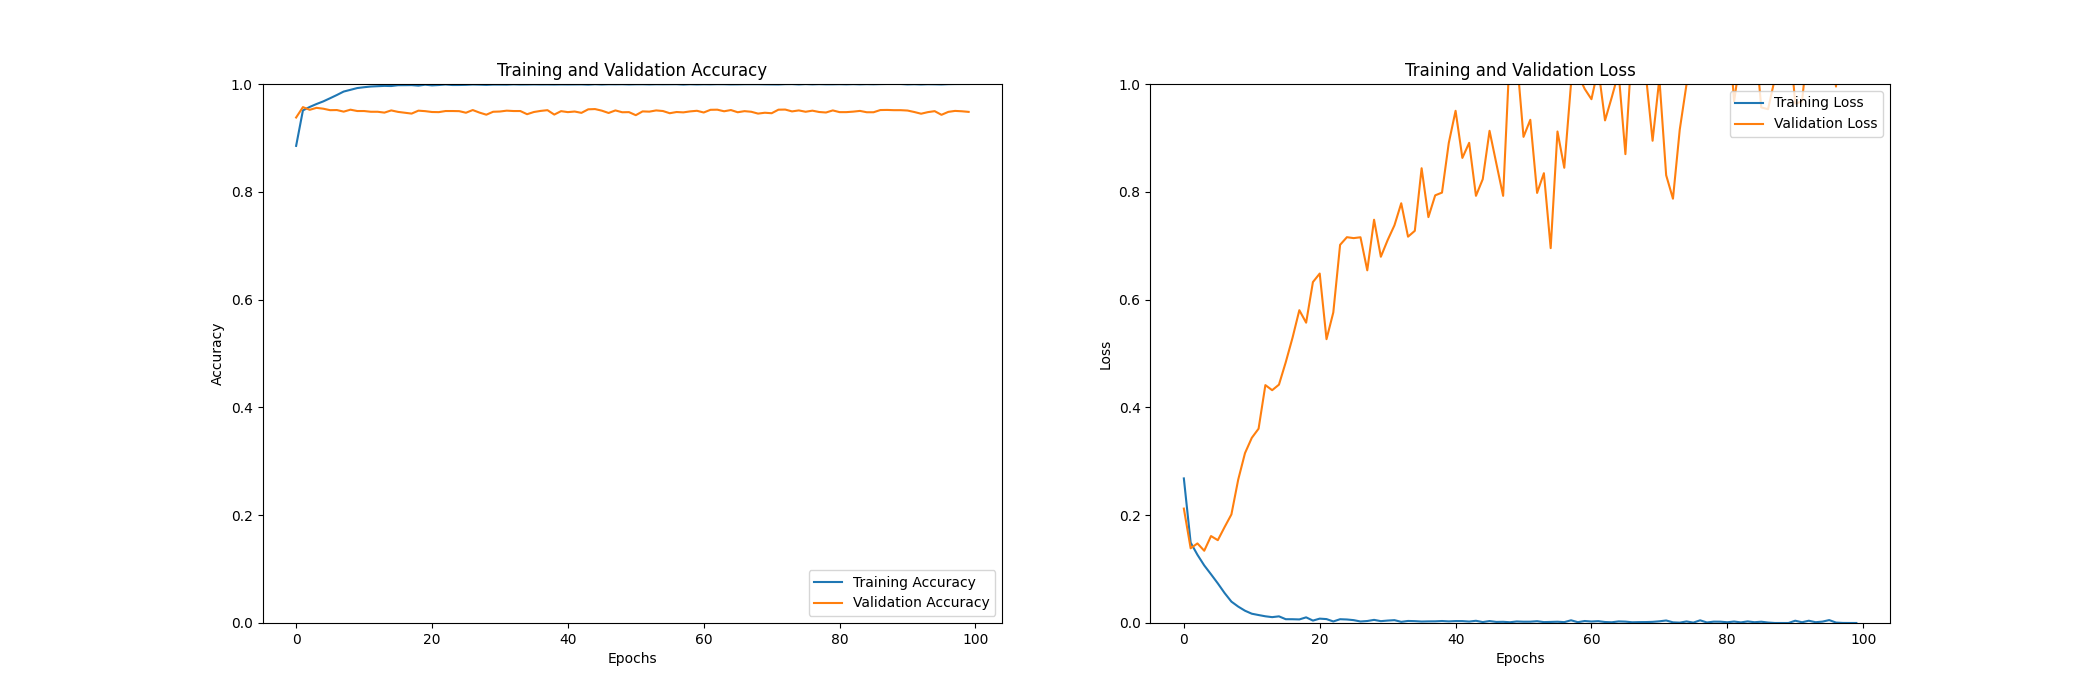 Training and Validation Accuracy
1.0
0.8
0.6
0.4
0.2
0.0
Accuracy
0 20 40 60 80 100
Epochs
Training Accuracy
Validation Accuracy
Training and Validation Loss
1.0
0.8
0.6
0.4
0.2
0.0
Loss
0 20 40 60 80 100
Epochs
Training Loss
Validation Loss